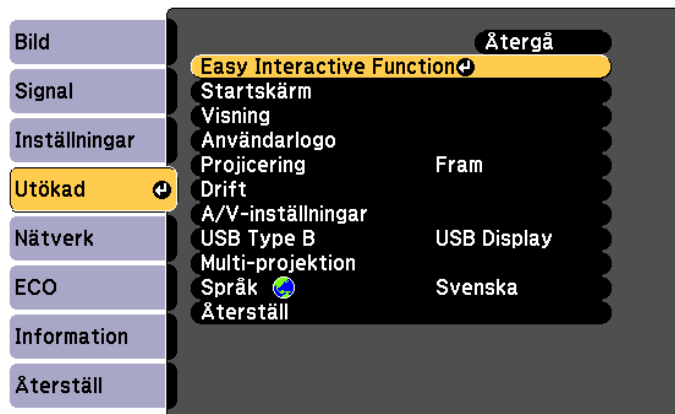 Bild
Signal
Inställningar
Utökad
Nätverk
ECO
Information
Återställ
Återgå
Easy Interactive Function
Startskärm
Visning
Användarlogo
Projicering Fram
Drift
A/V-inställningar
USB Type B USB Display
Multi-projektion
Språk Svenska
Återställ